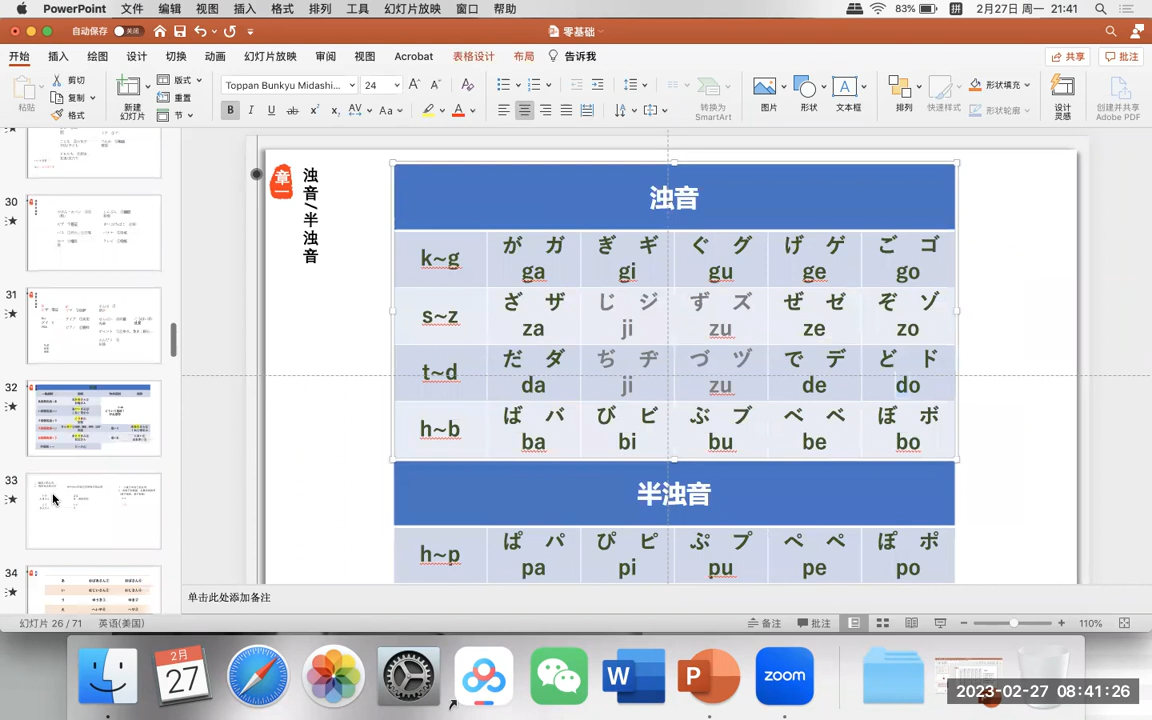 PowerPoint 文件 编辑 视图 插入 格式 排列 工具 幻灯片放映 窗口 帮助 83% 拼 2月27日 周一 21:41
自动保存 关闭 零基础
开始 插入 绘图 设计 切换 动画 幻灯片放映 审阅 视图 Acrobat 表格设计 布局 告诉我 共享 批注
粘贴 剪切 复制 格式 新建幻灯片 版式 重置 节 Toppan Bunkyu Midashi... 24 转换为 SmartArt 图片 形状 文本框 排列 快速样式 形状填充 形状轮廓 设计灵感 创建并共享 Adobe PDF
30
31
32
33
34
章一
浊音/半浊音
浊音
k~g が ガ ぎ ギ ぐ グ げ ゲ ご ゴ
ga gi gu ge go
s~z ざ ザ じ ジ ず ズ ぜ ゼ ぞ ゾ
za ji zu ze zo
t~d だ ダ ぢ ヂ づ ヅ で デ ど ド
da ji zu de do
h~b ば バ び ビ ぶ ブ べ ベ ぼ ボ
ba bi bu be bo
半浊音
h~p ぱ パ ぴ ピ ぷ プ ぺ ペ ぽ ポ
pa pi pu pe po
单击此处添加备注
幻灯片 26 / 71 英语(美国) 备注 批注 110%
2月
27
W
P
zoom
2023-02-27 08:41:26